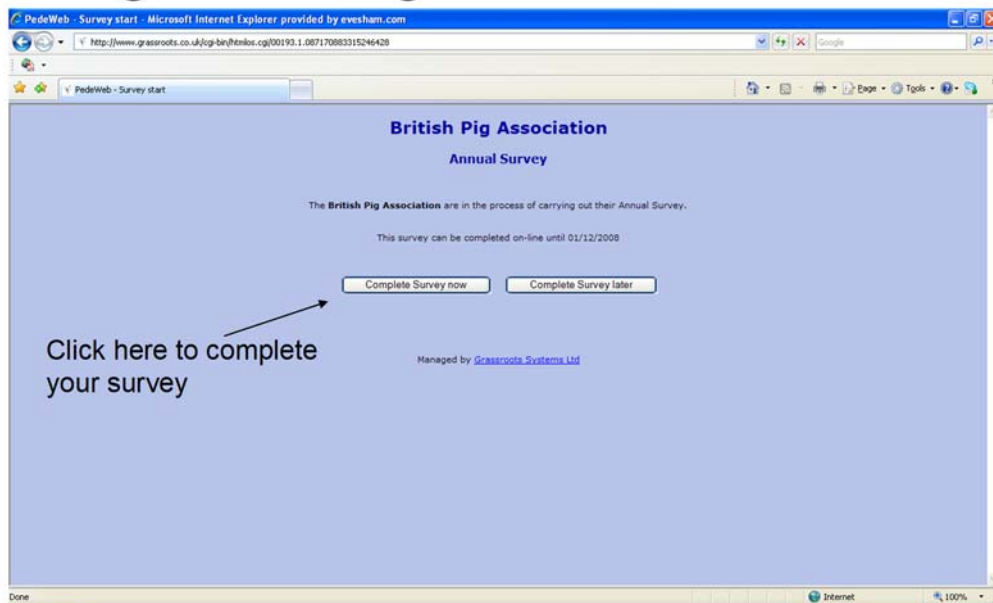 PedeWeb - Survey start - Microsoft Internet Explorer provided by evesham.com
http://www.grassroots.co.uk/cgi-bin/htmlos.cgi/00193.1.087170883315246428
Google
PedeWeb - Survey start
Page
Tools
British Pig Association
Annual Survey
The British Pig Association are in the process of carrying out their Annual Survey.
This survey can be completed on-line until 01/12/2008
Complete Survey now
Complete Survey later
Click here to complete
your survey
Managed by Grassroots Systems Ltd
Done
Internet
100%